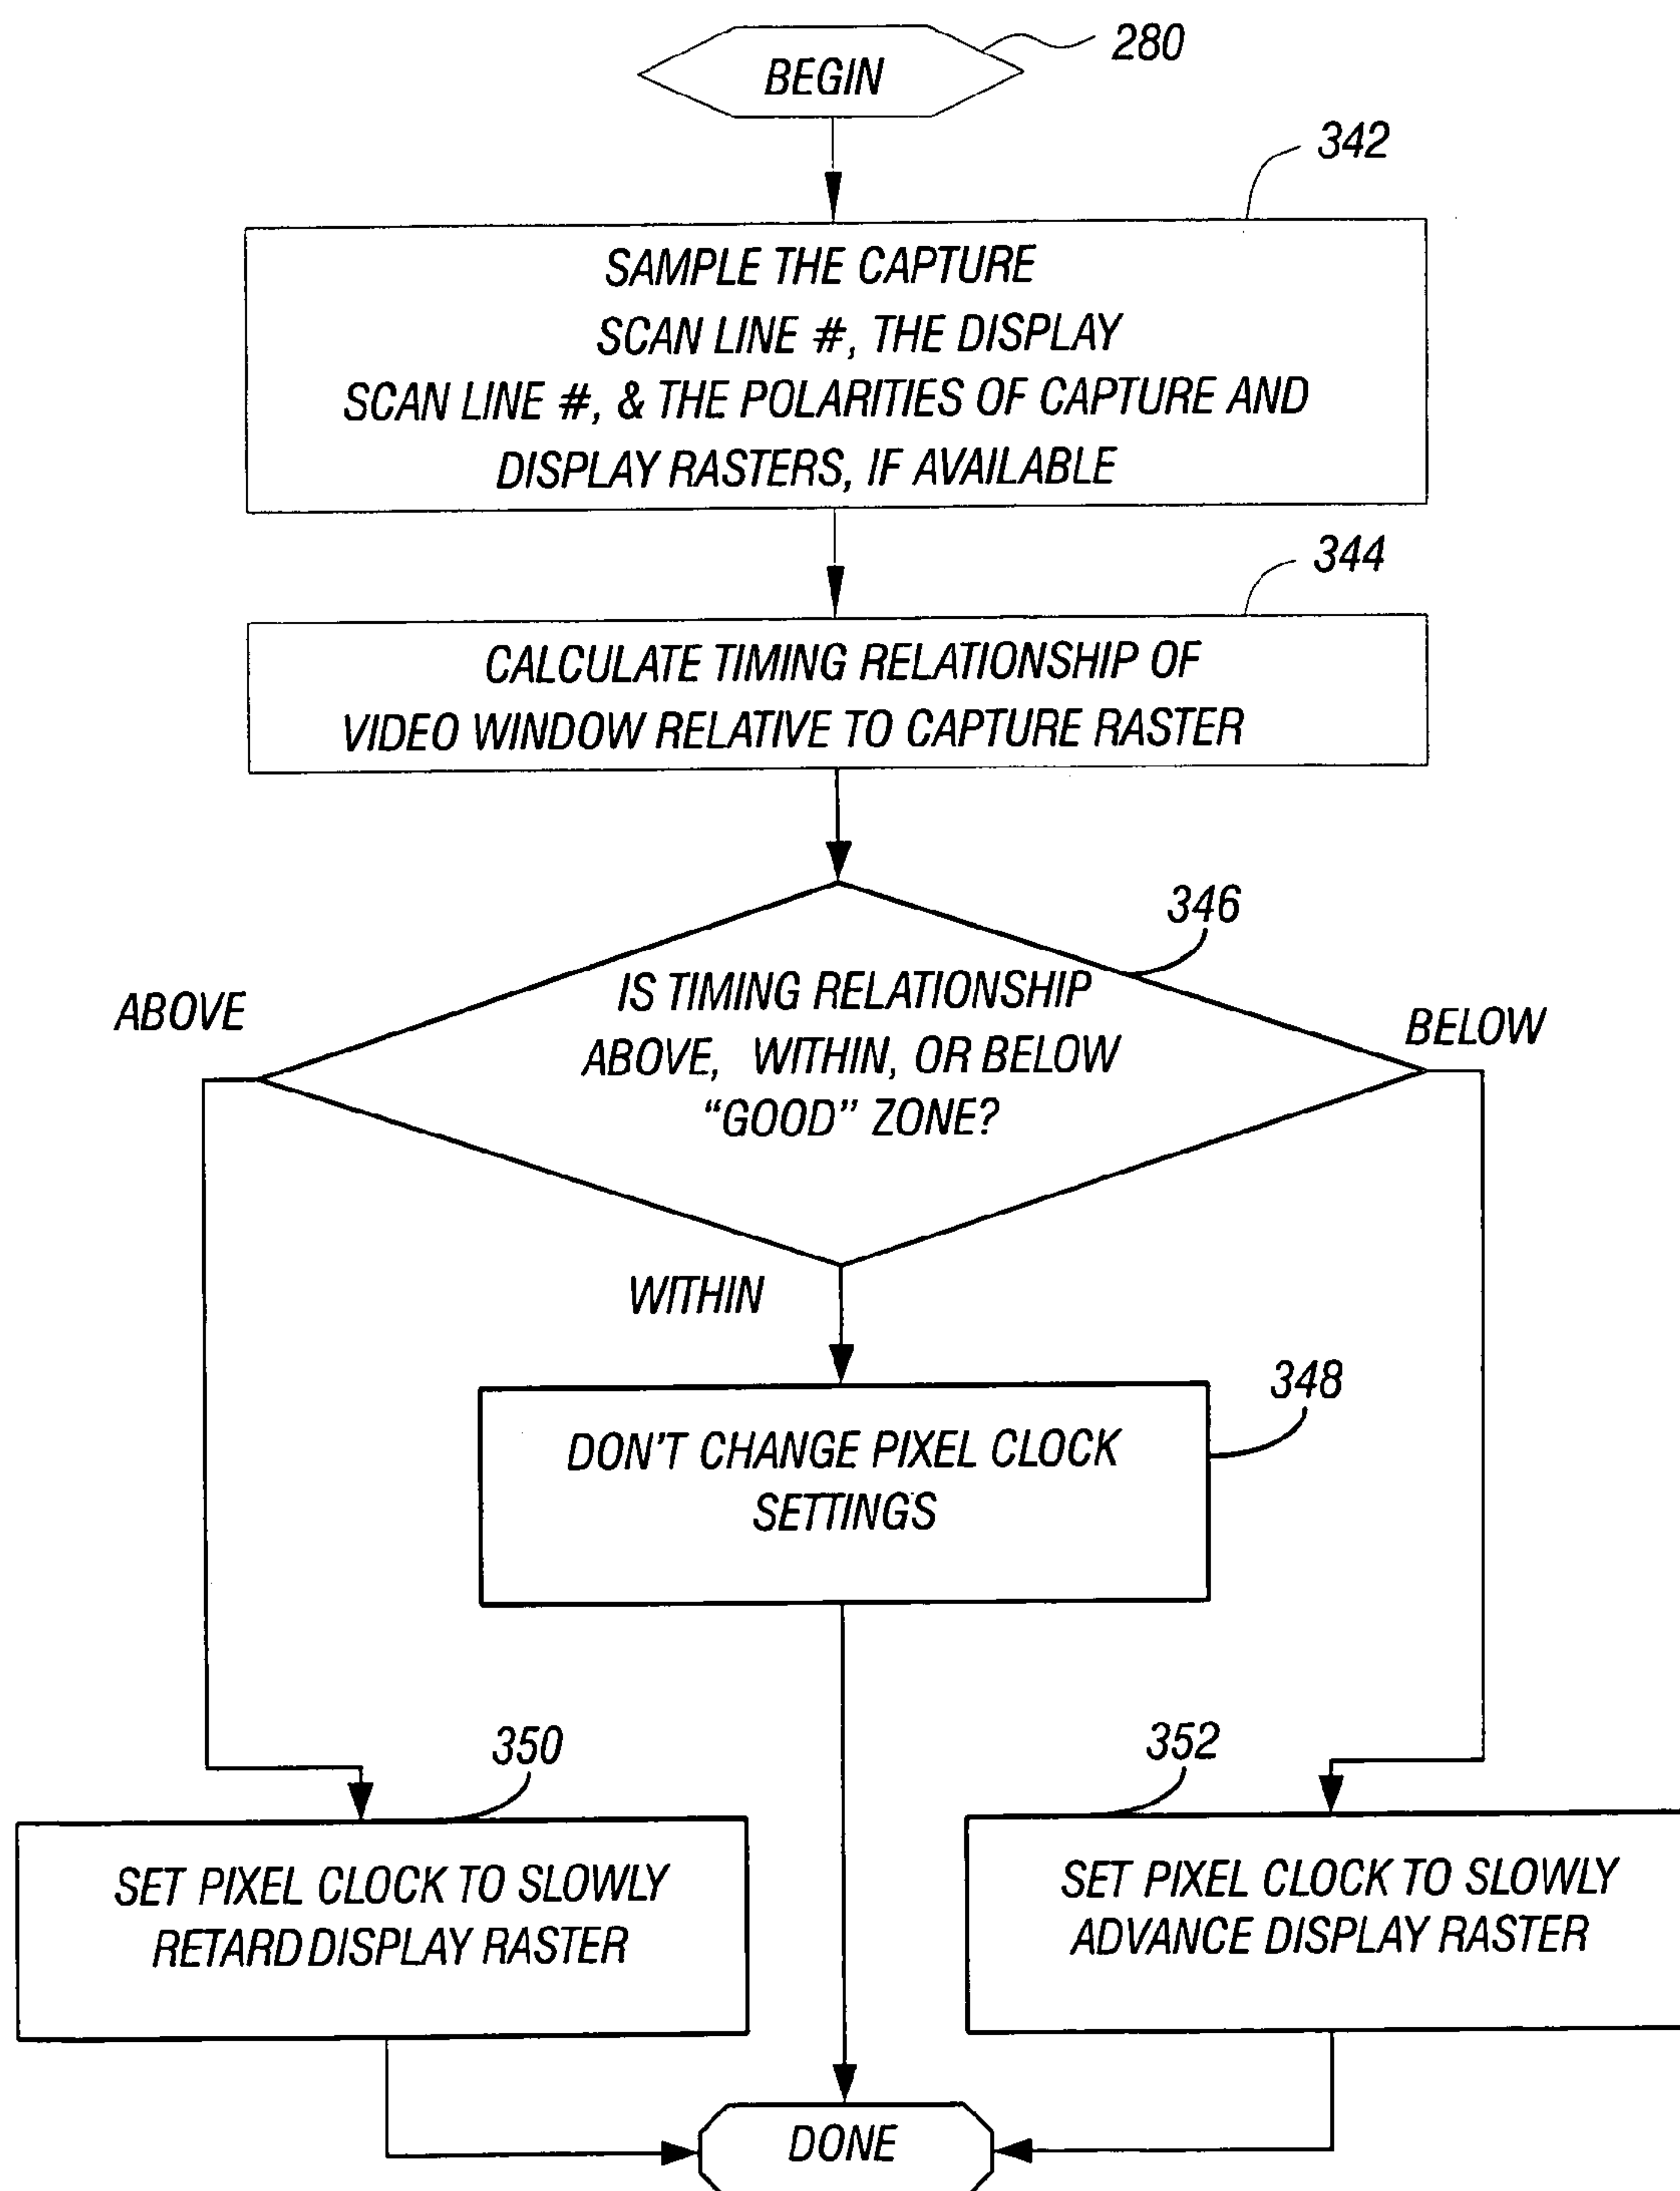 BEGIN
280
342
SAMPLE THE CAPTURE
SCAN LINE #, THE DISPLAY
SCAN LINE #, & THE POLARITIES OF CAPTURE AND
DISPLAY RASTERS, IF AVAILABLE
344
CALCULATE TIMING RELATIONSHIP OF
VIDEO WINDOW RELATIVE TO CAPTURE RASTER
346
IS TIMING RELATIONSHIP
ABOVE, WITHIN, OR BELOW
“GOOD” ZONE?
ABOVE
BELOW
WITHIN
348
DON'T CHANGE PIXEL CLOCK
SETTINGS
350
SET PIXEL CLOCK TO SLOWLY
RETARD DISPLAY RASTER
352
SET PIXEL CLOCK TO SLOWLY
ADVANCE DISPLAY RASTER
DONE